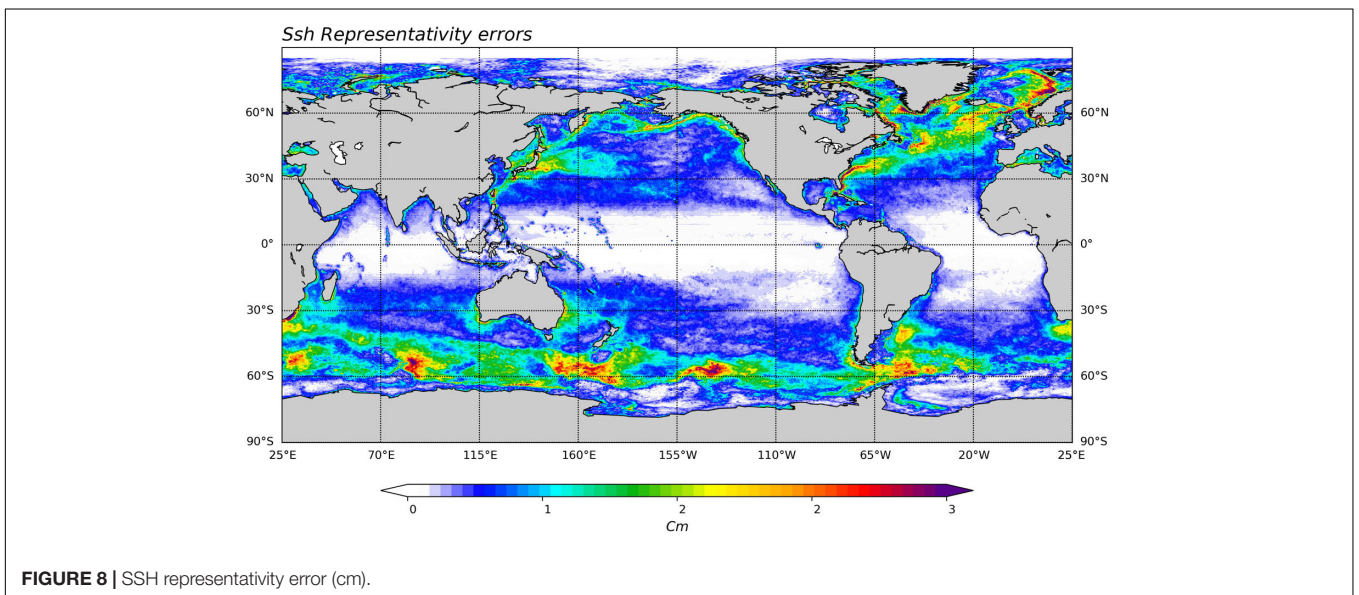 Ssh Representativity errors
60°N 60°N
30°N 30°N
0° 0°
30°S 30°S
60°S 60°S
90°S 90°S
25°E 70°E 115°E 160°E 155°W 110°W 65°W 20°W 25°E
0 1 2 2 3
Cm
FIGURE 8 | SSH representativity error (cm).